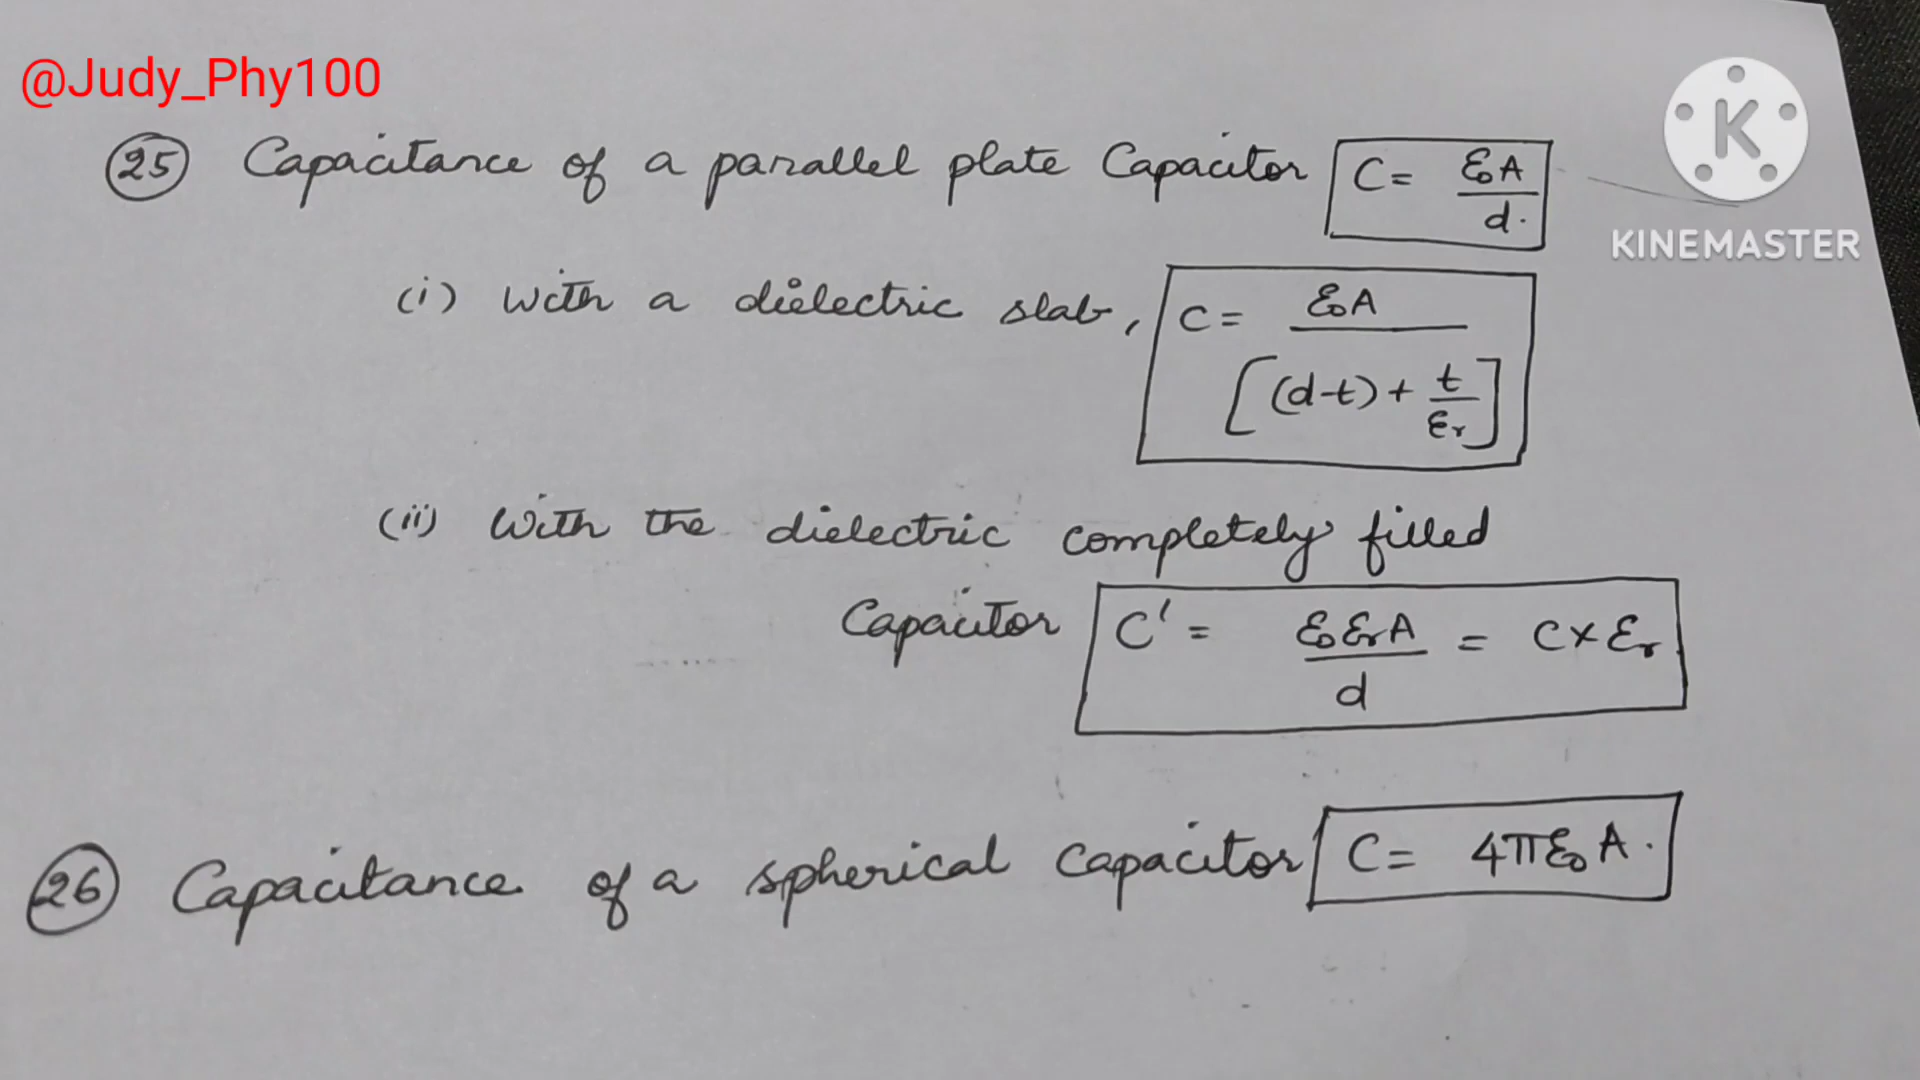 @Judy_Phy100
K
KINEMASTER
25 Capacitance of a parallel plate Capacitor C = ε₀A / d.
(i) With a dielectric slab, C = ε₀A / [(d-t) + t/εr]
(ii) With the dielectric completely filled
Capacitor C' = ε₀εrA / d = C × εr
26 Capacitance of a spherical capacitor C = 4πε₀A.